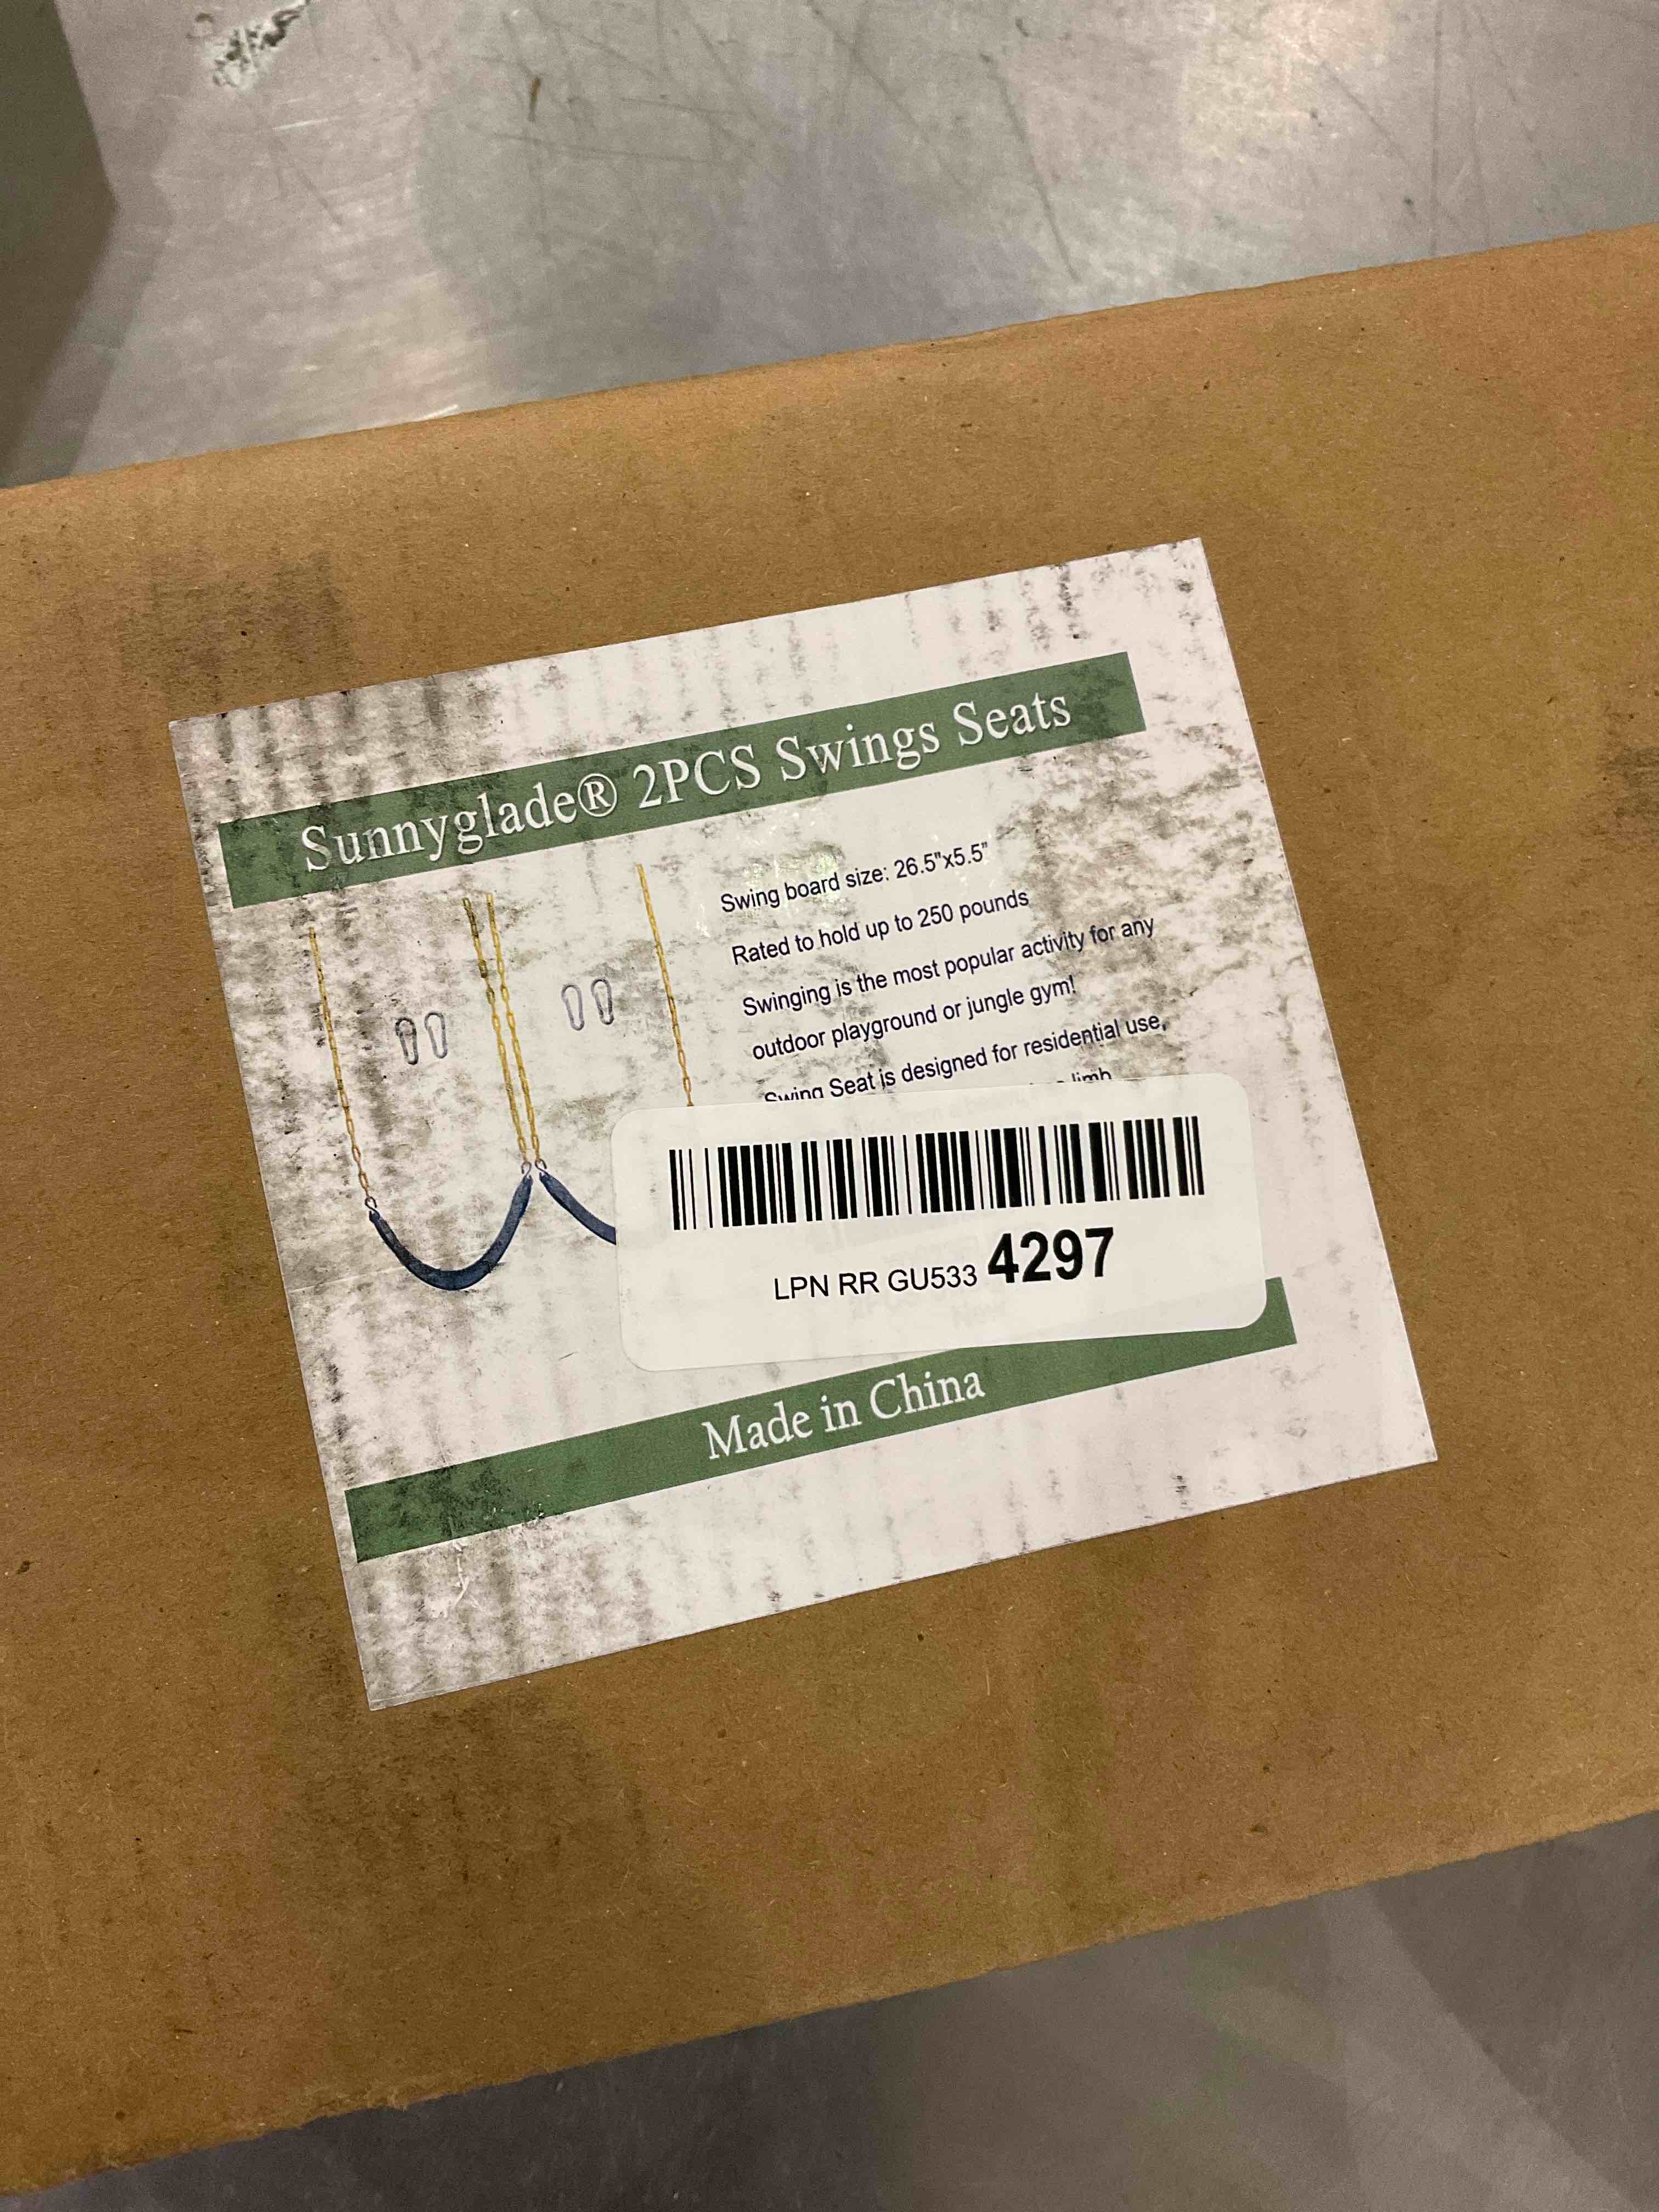 Sunnyglade® 2PCS Swings Seats
Swing board size: 26.5"x5.5"
Rated to hold up to 250 pounds
Swinging is the most popular activity for any
outdoor playground or jungle gym!
Swing Seat is designed for residential use,
limb
LPN RR GU533 4297
Made in China